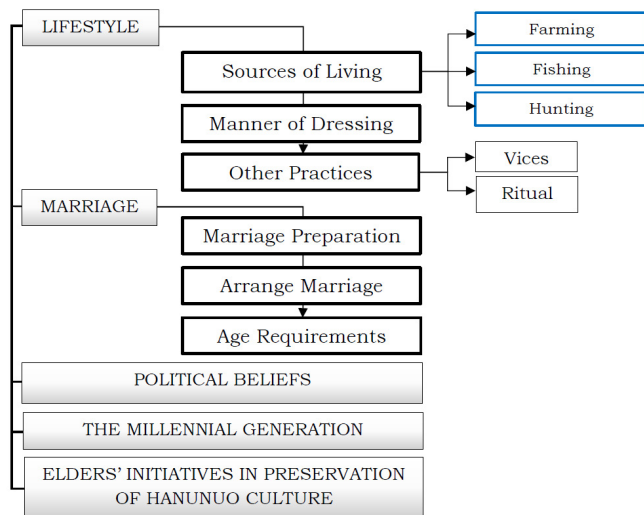 LIFESTYLE
Farming
Sources of Living
Fishing
Hunting
Manner of Dressing
Other Practices
Vices
Ritual
MARRIAGE
Marriage Preparation
Arrange Marriage
Age Requirements
POLITICAL BELIEFS
THE MILLENNIAL GENERATION
ELDERS' INITIATIVES IN PRESERVATION
OF HANUNUO CULTURE